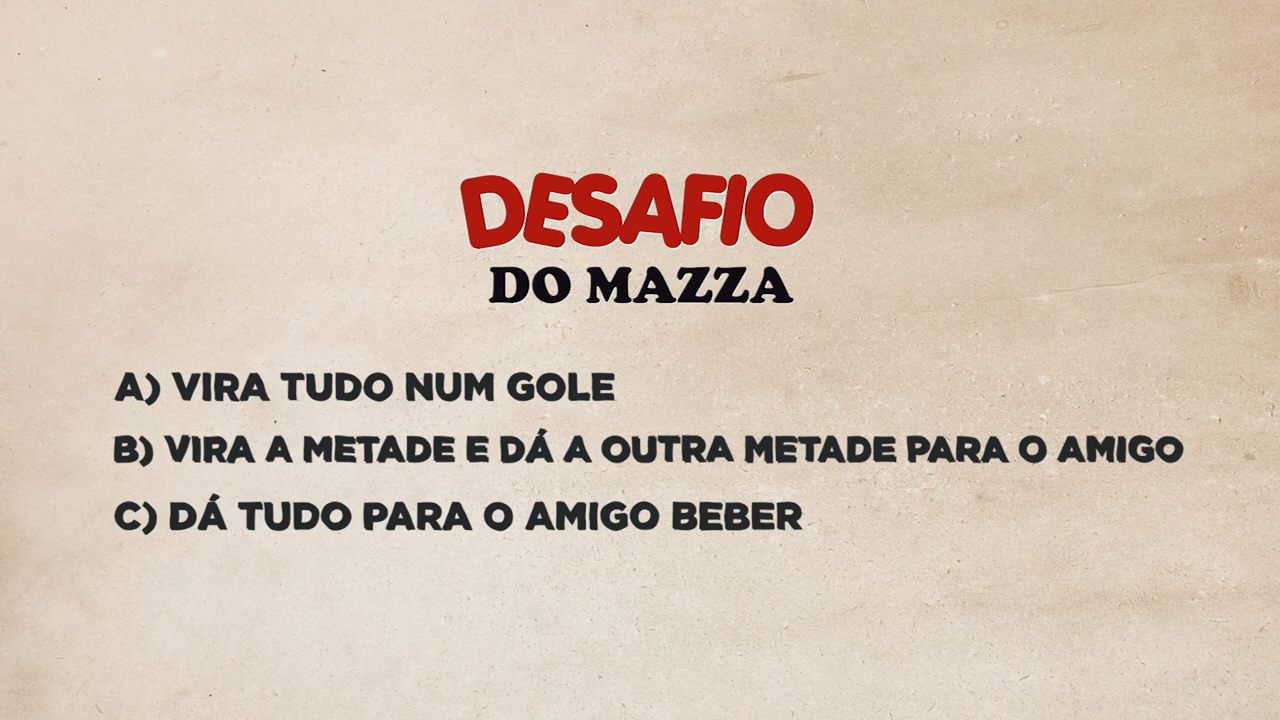 DESAFIO
DO MAZZA
A) VIRA TUDO NUM GOLE
B) VIRA A METADE E DÁ A OUTRA METADE PARA O AMIGO
C) DÁ TUDO PARA O AMIGO BEBER